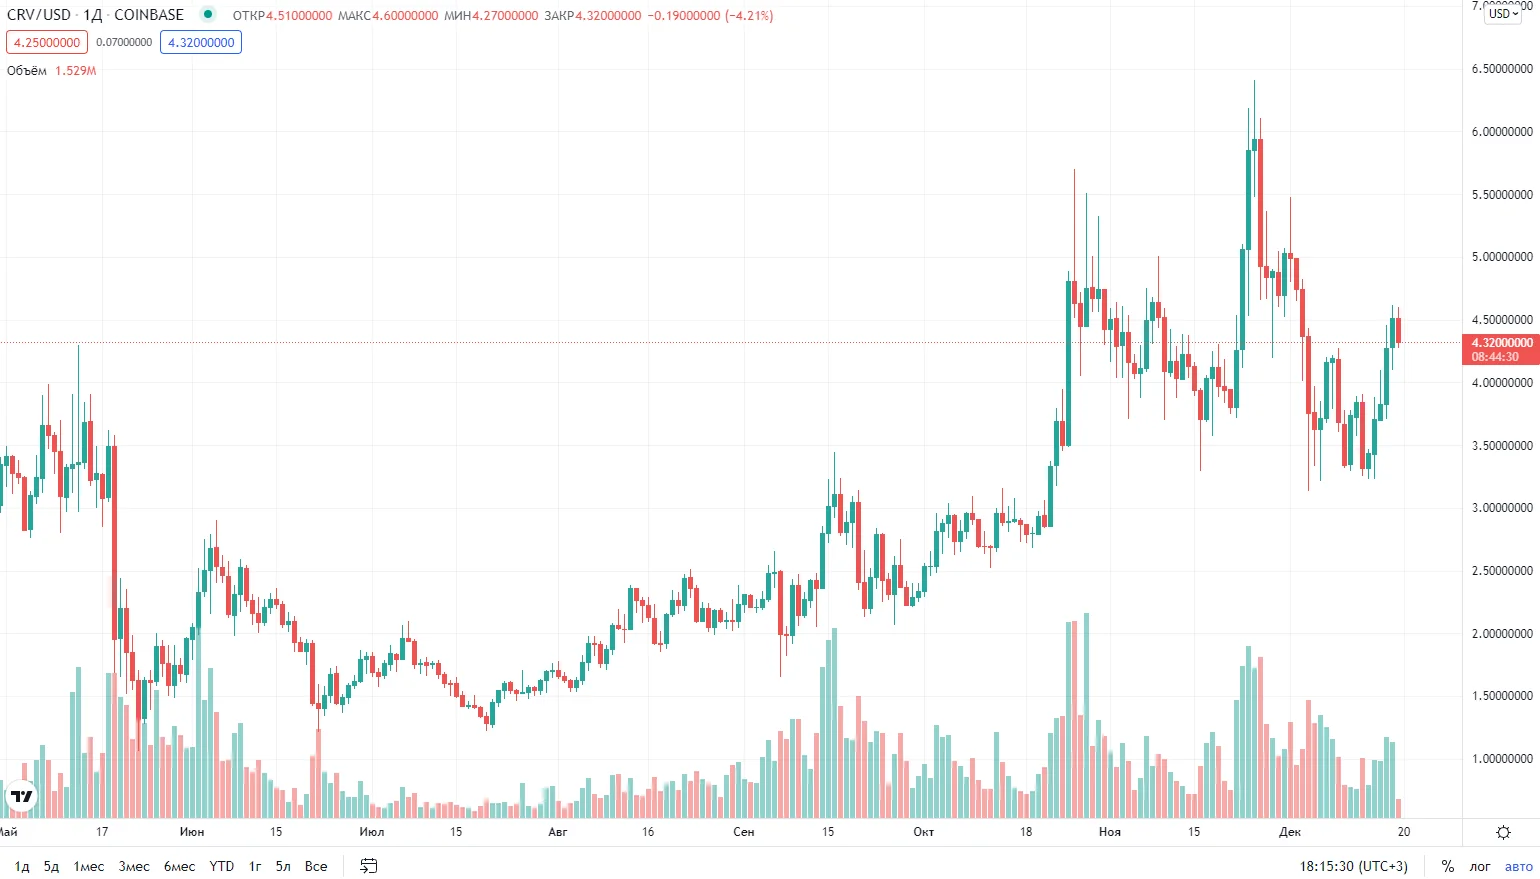 CRV/USD · 1Д · COINBASE ОТКР4.51000000 МАКС4.60000000 МИН4.27000000 ЗАКР4.32000000 −0.19000000 (−4.21%)
4.25000000 0.07000000 4.32000000
Объём 1.529M
USD
6.50000000
6.00000000
5.50000000
5.00000000
4.50000000
4.32000000
08:44:30
4.00000000
3.50000000
3.00000000
2.50000000
2.00000000
1.50000000
1.00000000
17 Июн 15 Июл 15 Авг 16 Сен 15 Окт 18 Ноя 15 Дек 20
1д 5д 1мес 3мес 6мес YTD 1г 5л Все 18:15:30 (UTC+3) % лог авто